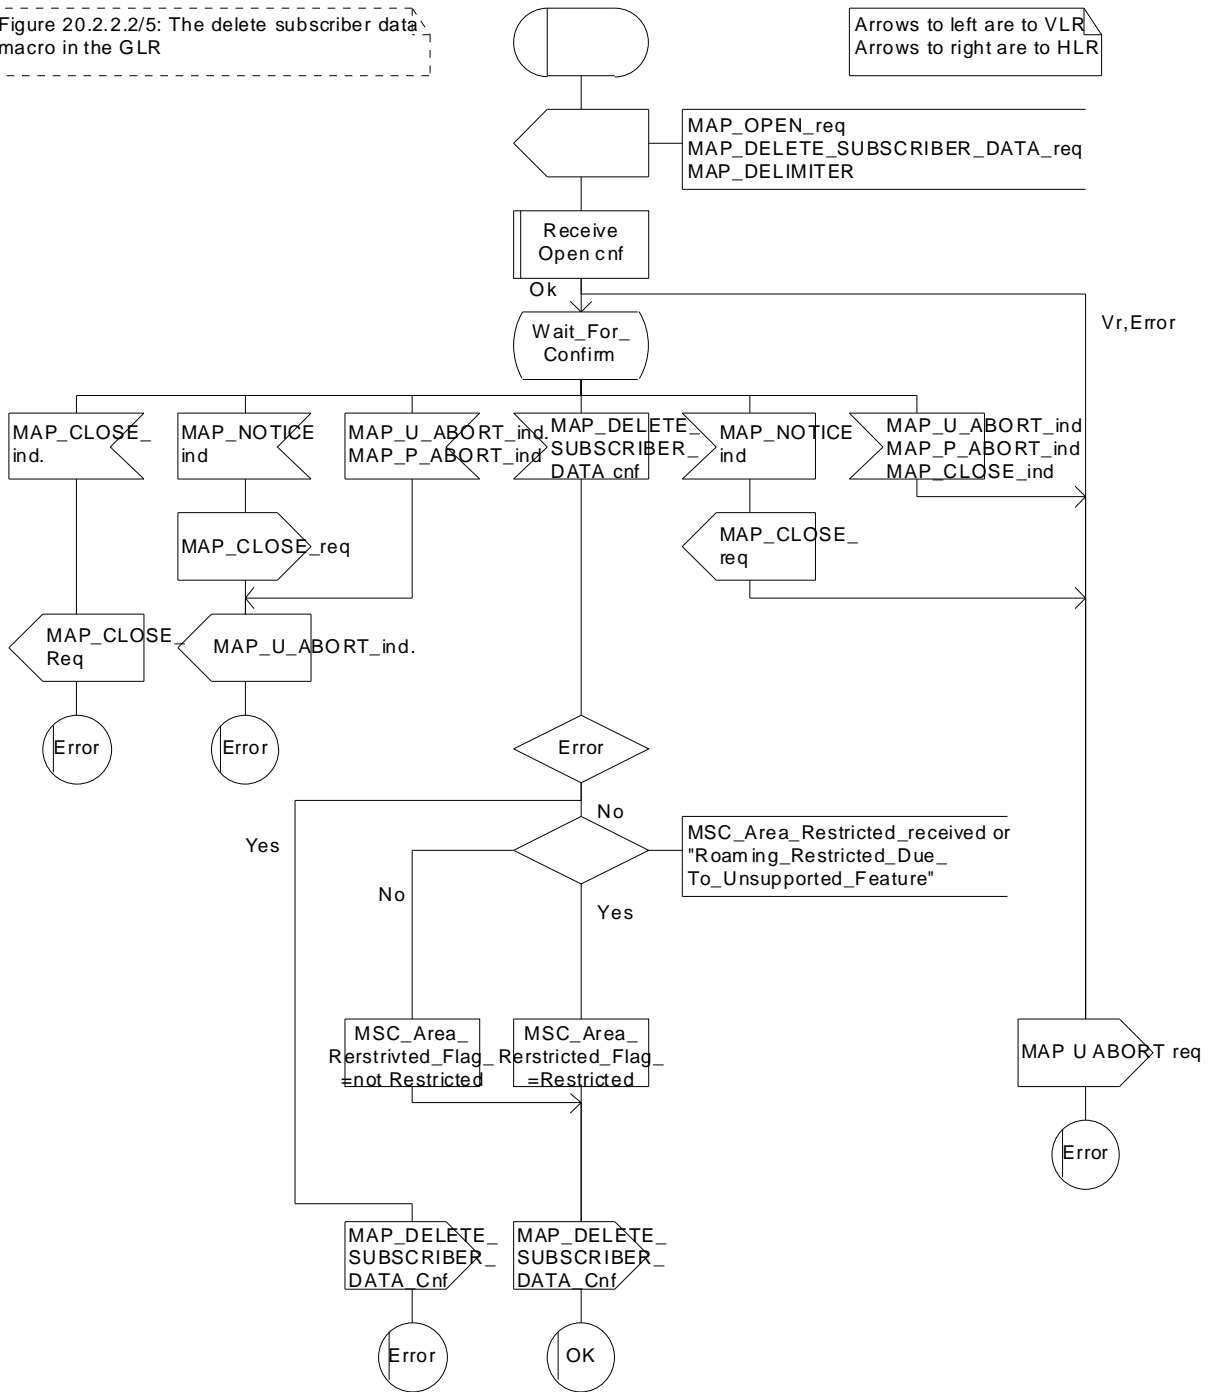 Figure 20.2.2.2/5: The delete subscriber data
macro in the GLR
Arrows to left are to VLR
Arrows to right are to HLR
MAP_OPEN_req
MAP_DELETE_SUBSCRIBER_DATA_req
MAP_DELIMITER
Receive
Open cnf
Ok
Vr,Error
Wait_For_
Confirm
MAP_CLOSE_
ind.
MAP_NOTICE
ind
MAP_U_ABORT_ind.
MAP_P_ABORT_ind
MAP_DELETE_
SUBSCRIBER_
DATA cnf
MAP_NOTICE
ind
MAP_U_ABORT_ind
MAP_P_ABORT_ind
MAP_CLOSE_ind
MAP_CLOSE_req
MAP_CLOSE_
req
MAP_CLOSE_
Req
MAP_U_ABORT_ind.
Error
Error
Error
No
Yes
MSC_Area_Restricted_received or
"Roaming_Restricted_Due_
To_Unsupported_Feature"
No
Yes
MSC_Area_
Rerstrivted_Flag_
=not Restricted
MSC_Area_
Rerstricted_Flag_
=Restricted
MAP U ABORT req
Error
MAP_DELETE_
SUBSCRIBER_
DATA_Cnf
MAP_DELETE_
SUBSCRIBER_
DATA_Cnf
Error
OK